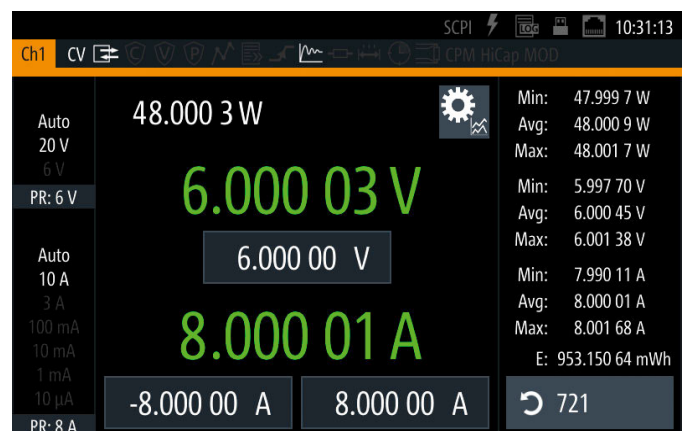 SCPI LOG 10:31:13
Ch1 CV C V P CPM HiCap MOD
Auto
20 V
6 V
PR: 6 V
Auto
10 A
3 A
100 mA
10 mA
1 mA
10 µA
PR: 8 A
48.000 3 W
6.000 03 V
6.000 00 V
8.000 01 A
-8.000 00 A 8.000 00 A
Min: 47.999 7 W
Avg: 48.000 9 W
Max: 48.001 7 W
Min: 5.997 70 V
Avg: 6.000 45 V
Max: 6.001 38 V
Min: 7.990 11 A
Avg: 8.000 01 A
Max: 8.001 68 A
E: 953.150 64 mWh
721